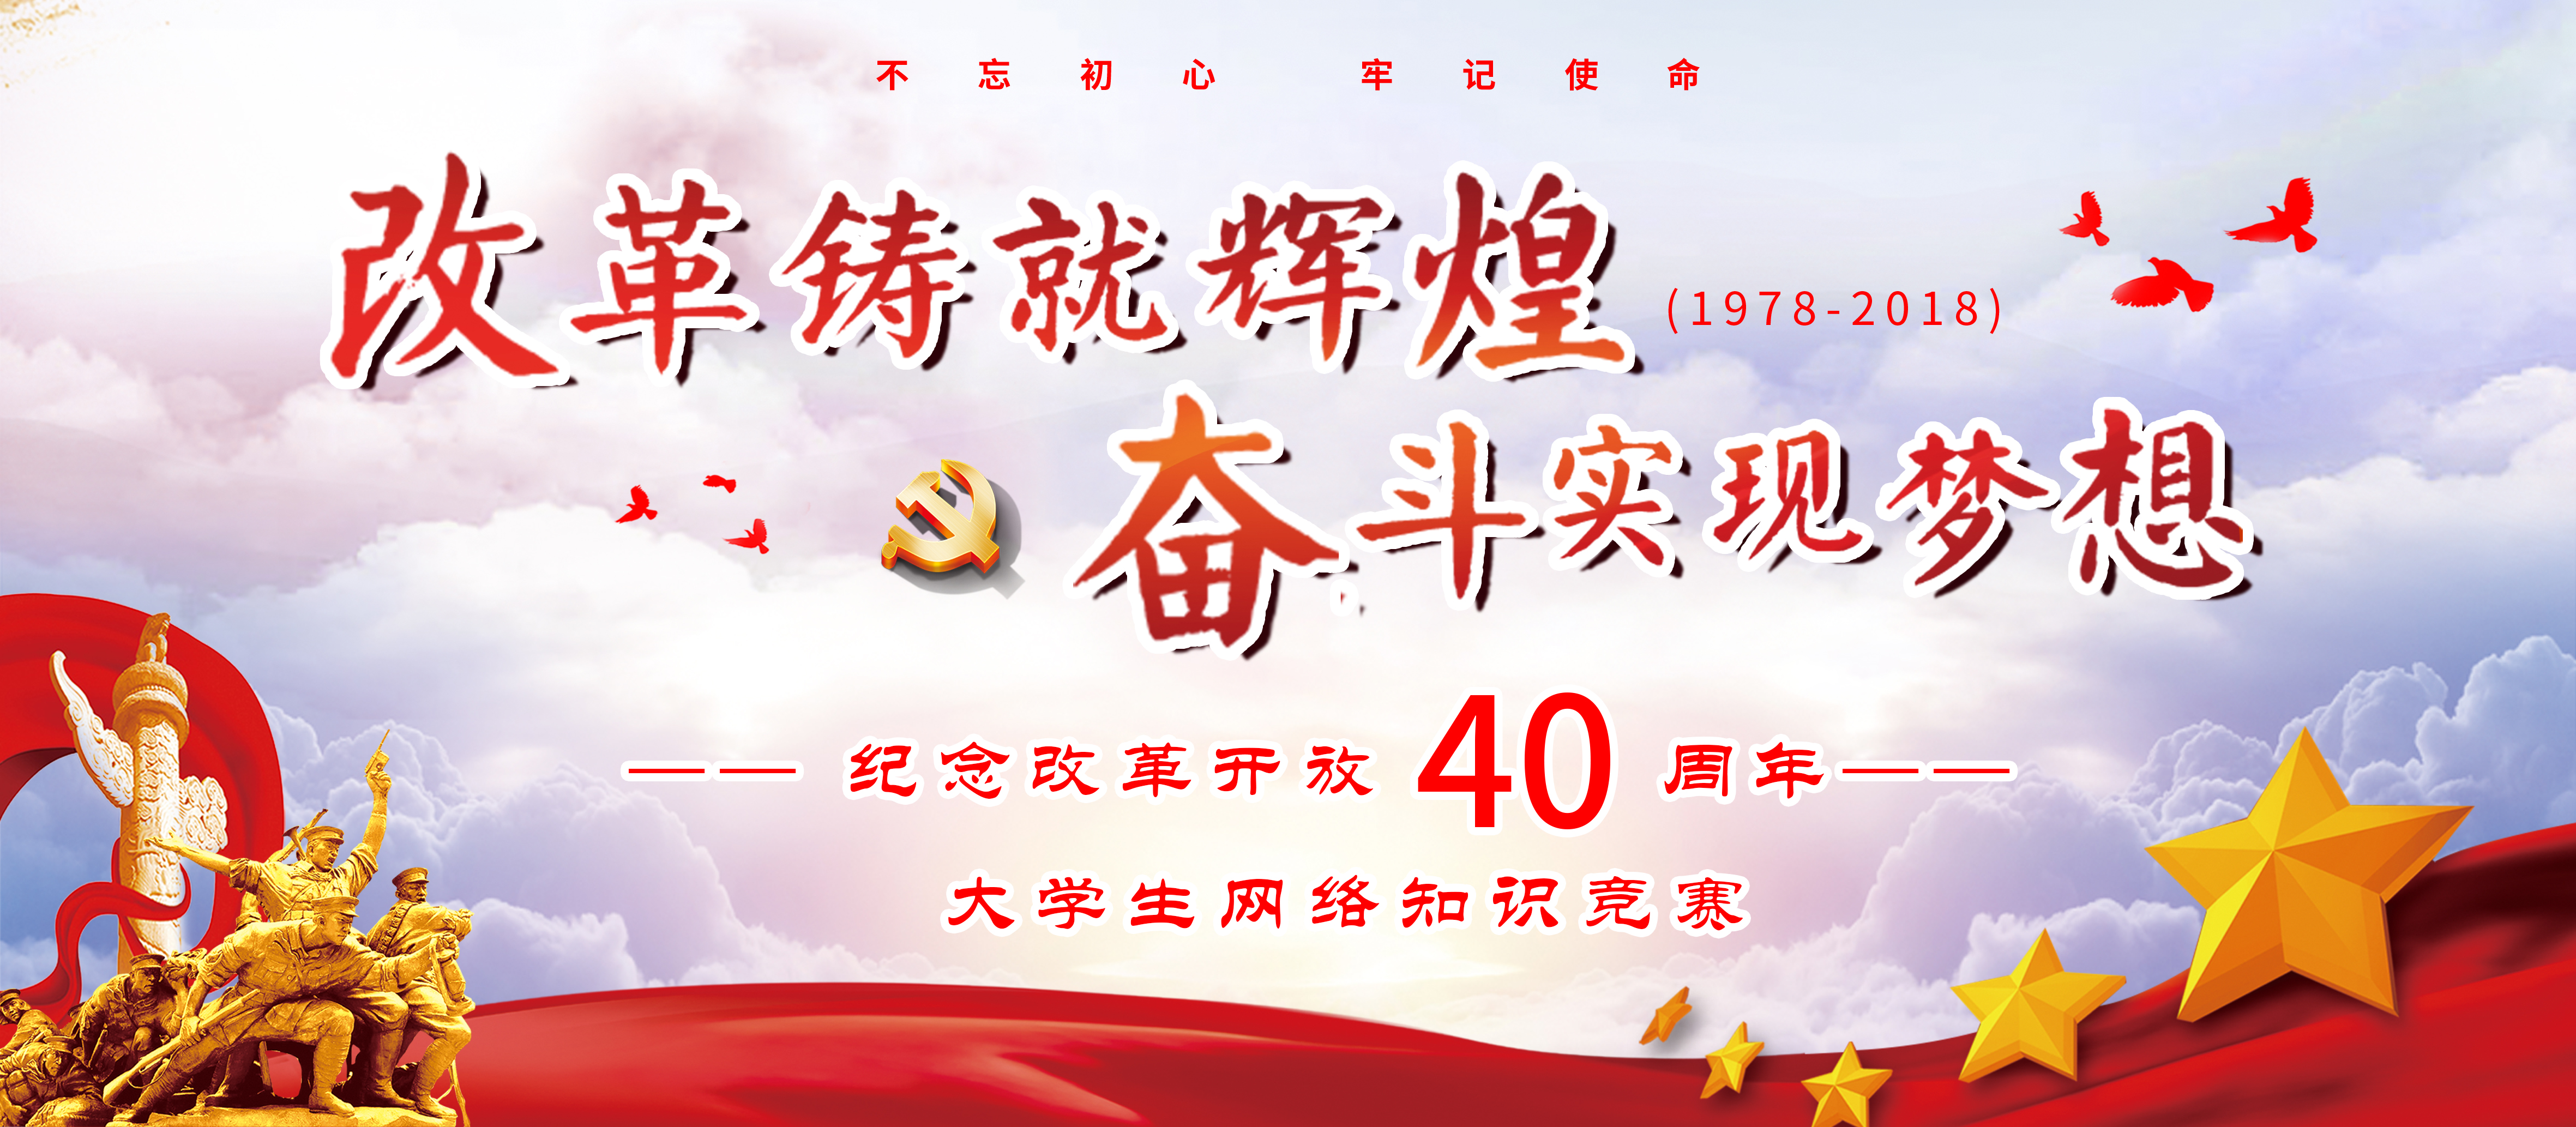 不忘初心 牢记使命
改革铸就辉煌
(1978-2018)
奋斗实现梦想
—— 纪念改革开放 40 周年——
大学生网络知识竞赛